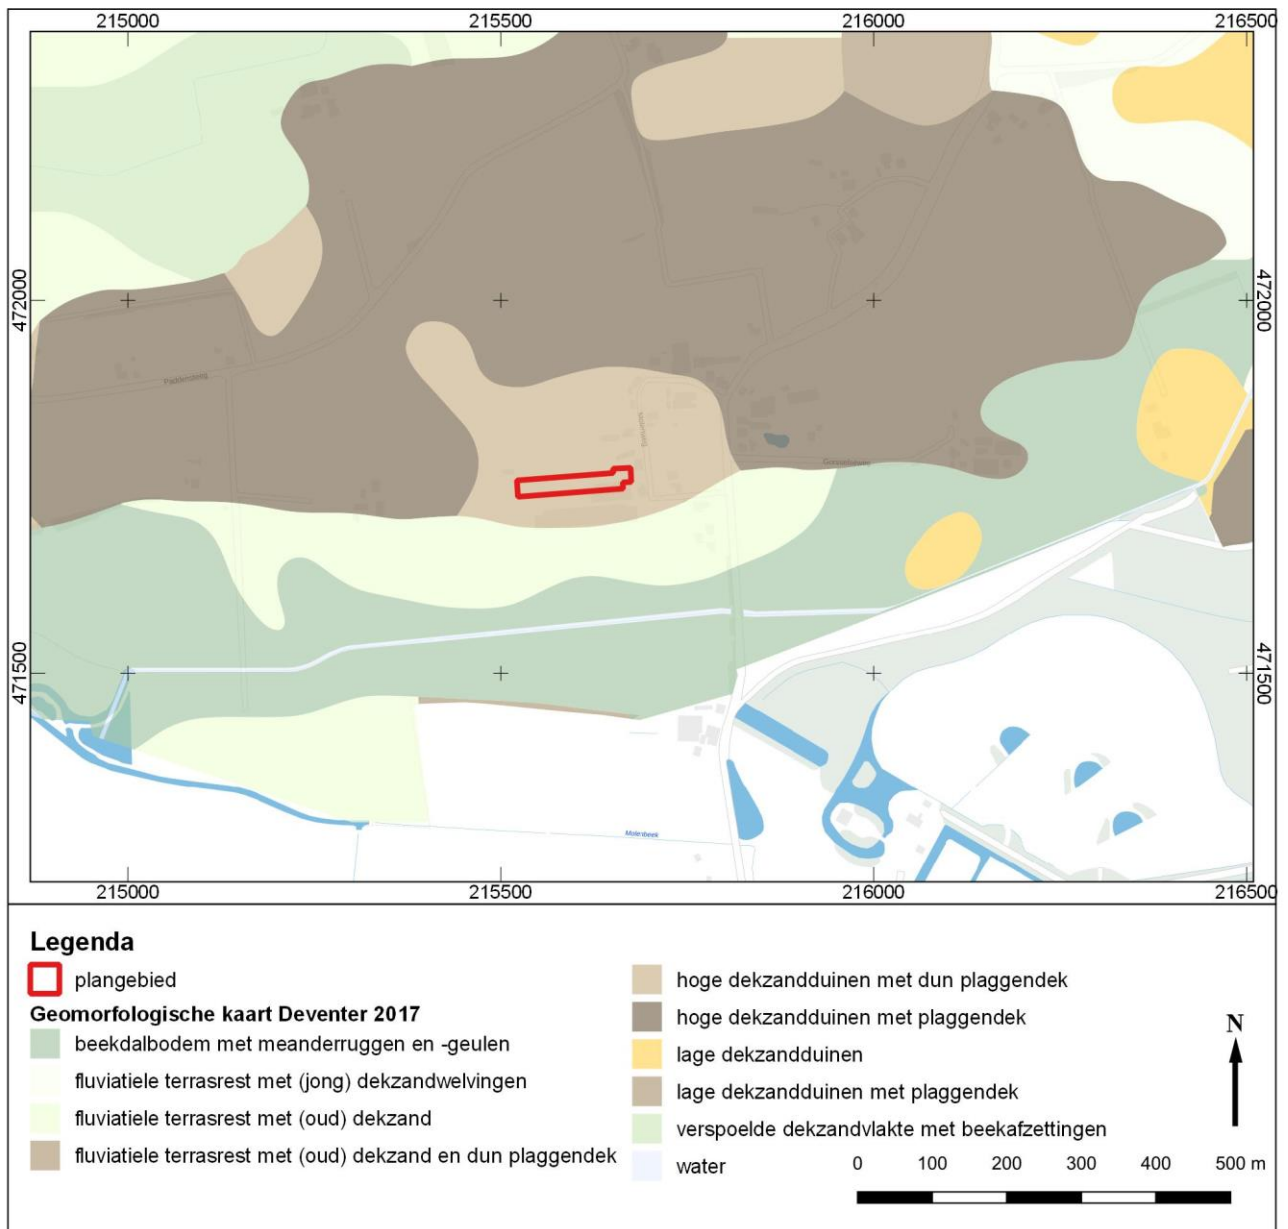 215000 215500 216000 216500
472000 472000
Paddensteeg
Molenweg
471500 471500
Molenbeek
215000 215500 216000 216500
Legenda
plangebied
Geomorfologische kaart Deventer 2017
beekdalbodem met meanderruggen en -geulen
fluviatiele terrasrest met (jong) dekzandwelvingen
fluviatiele terrasrest met (oud) dekzand
fluviatiele terrasrest met (oud) dekzand en dun plaggendek
hoge dekzandduinen met dun plaggendek
hoge dekzandduinen met plaggendek
lage dekzandduinen
lage dekzandduinen met plaggendek
verspoelde dekzandvlakte met beekafzettingen
water
N
0 100 200 300 400 500 m